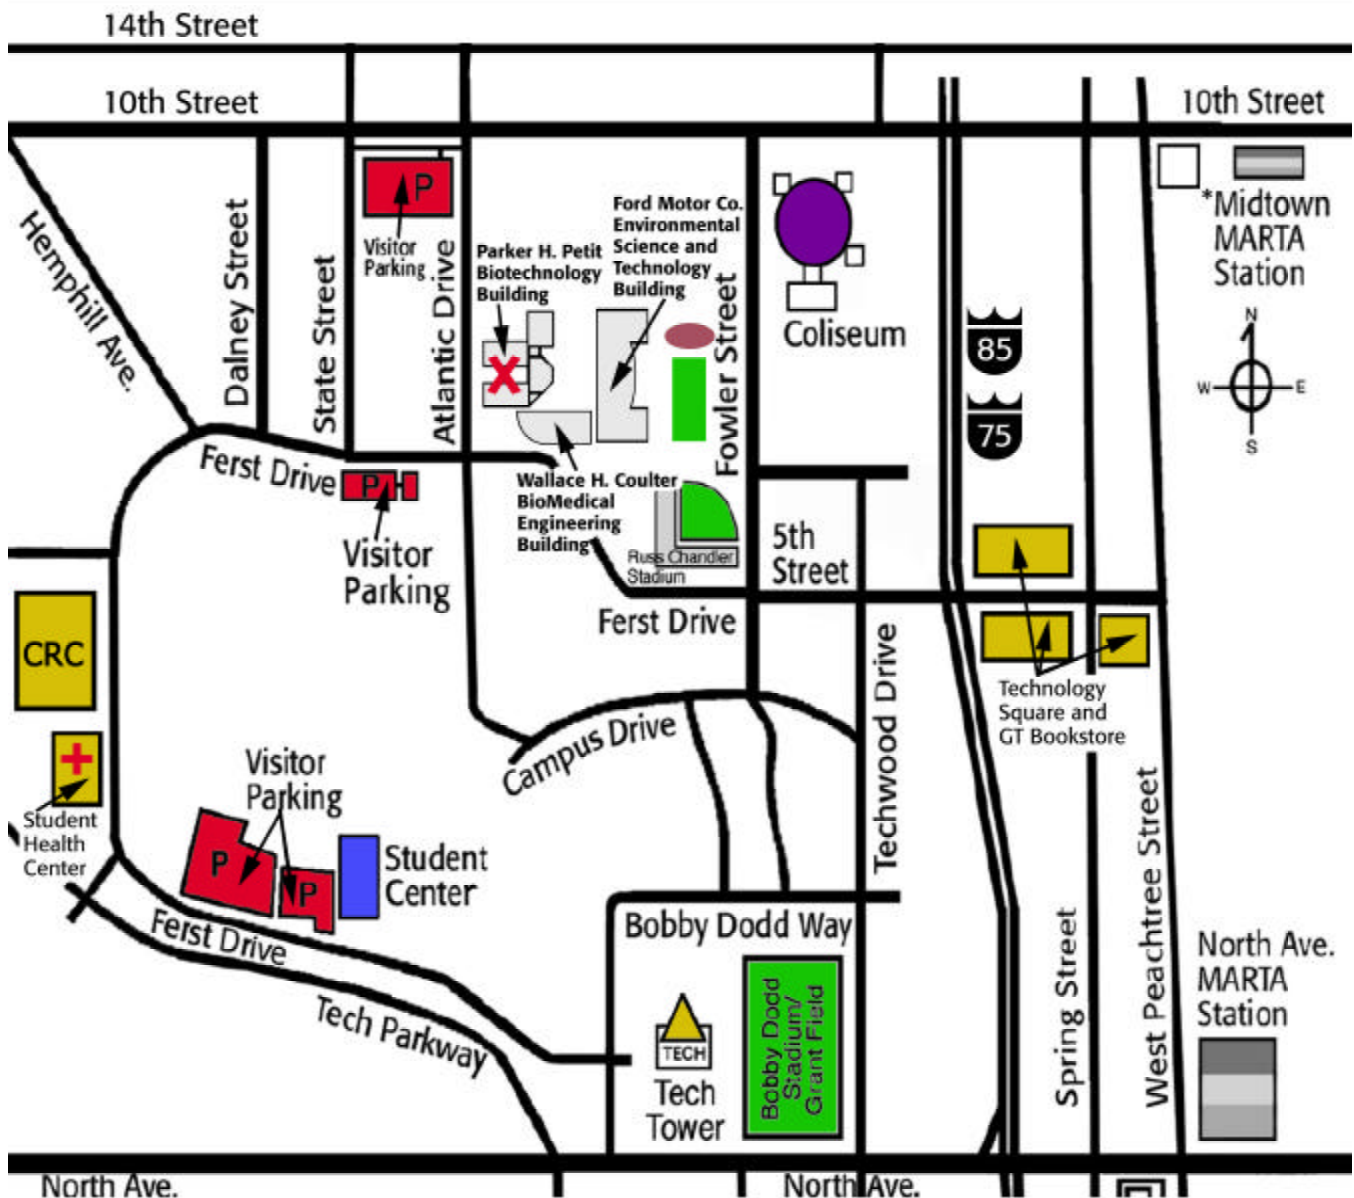 14th Street
10th Street
10th Street
Hemphill Ave.
Dalney Street
State Street
P
Visitor
Parking
Atlantic Drive
Parker H. Petit
Biotechnology
Building
X
Ford Motor Co.
Environmental
Science and
Technology
Building
Fowler Street
Coliseum
85
75
*Midtown
MARTA
Station
N
W
E
S
Ferst Drive
P
Visitor
Parking
Wallace H. Coulter
BioMedical
Engineering
Building
Russ Chandler
Stadium
5th
Street
Ferst Drive
CRC
Student
Health
Center
Visitor
Parking
P
P
Student
Center
Campus Drive
Techwood Drive
Technology
Square and
GT Bookstore
Ferst Drive
Tech Parkway
Bobby Dodd Way
TECH
Tech
Tower
Bobby Dodd
Stadium/
Grant Field
Spring Street
West Peachtree Street
North Ave.
MARTA
Station
North Ave.
North Ave.